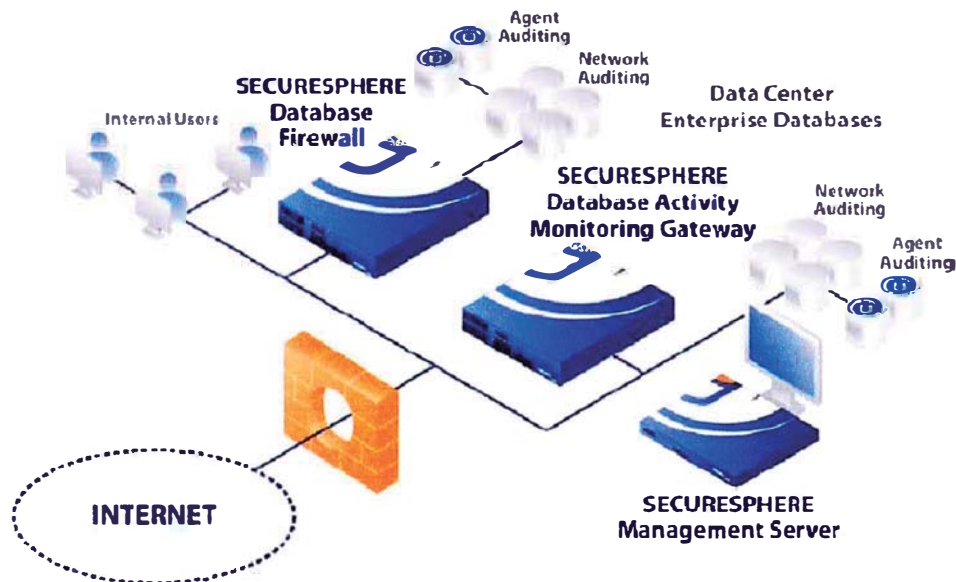 Agent
Auditing
Network
Auditing
SECURESPHERE
Database
Firewall
Internal Users
Data Center
Enterprise Databases
SECURESPHERE
Database Activity
Monitoring Gateway
Network
Auditing
Agent
Auditing
INTERNET
SECURESPHERE
Management Server